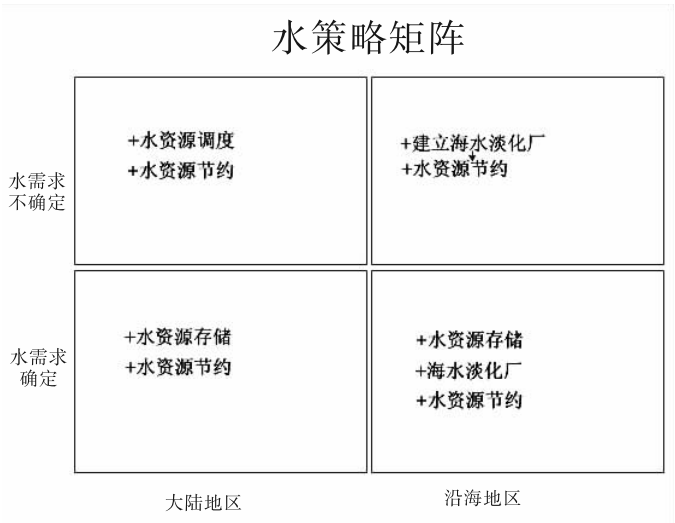 水策略矩阵
水需求
不确定
+水资源调度
+水资源节约
+建立海水淡化厂
+水资源节约
水需求
确定
+水资源存储
+水资源节约
+水资源存储
+海水淡化厂
+水资源节约
大陆地区
沿海地区